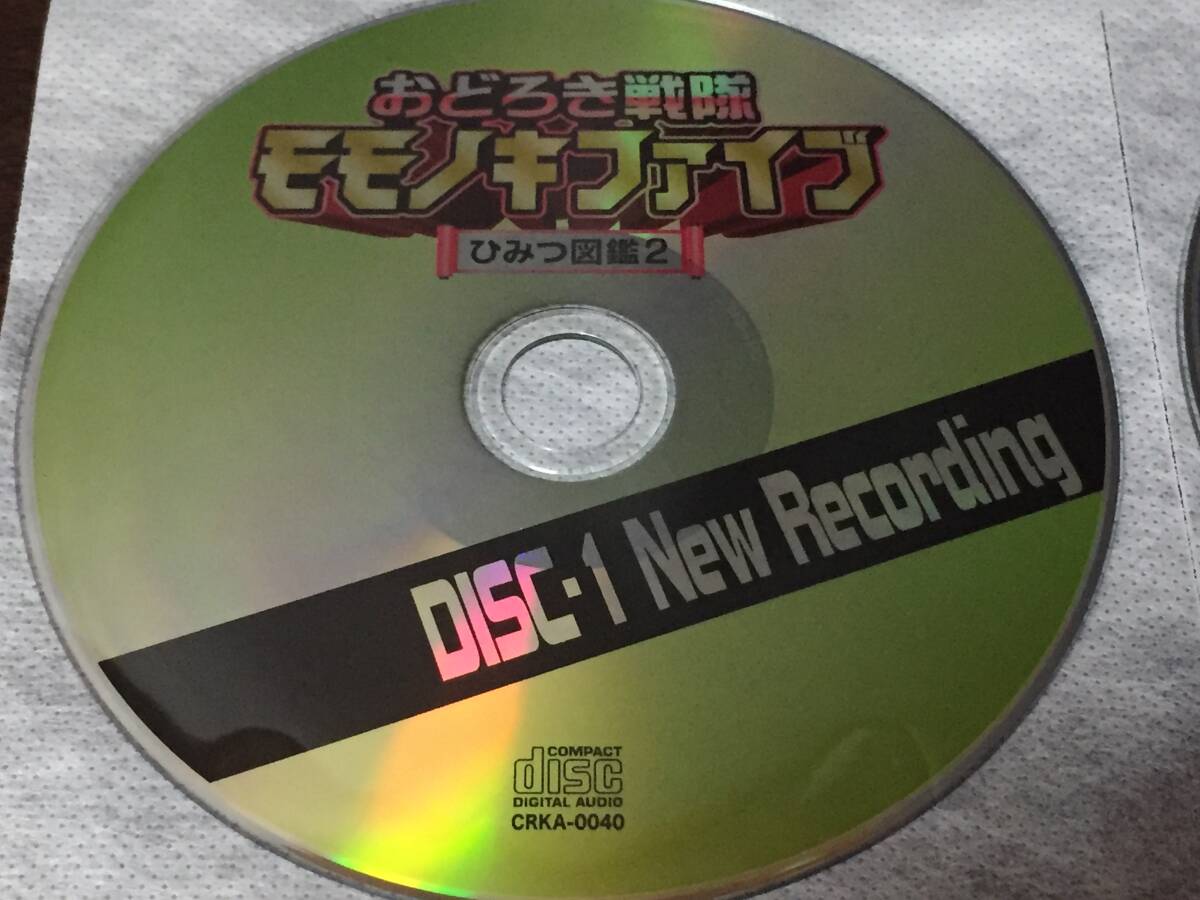 おどろき戦隊
モモノキファイブ
ひみつ図鑑2
DISC・1 New Recording
COMPACT
disc
DIGITAL AUDIO
CRKA-0040